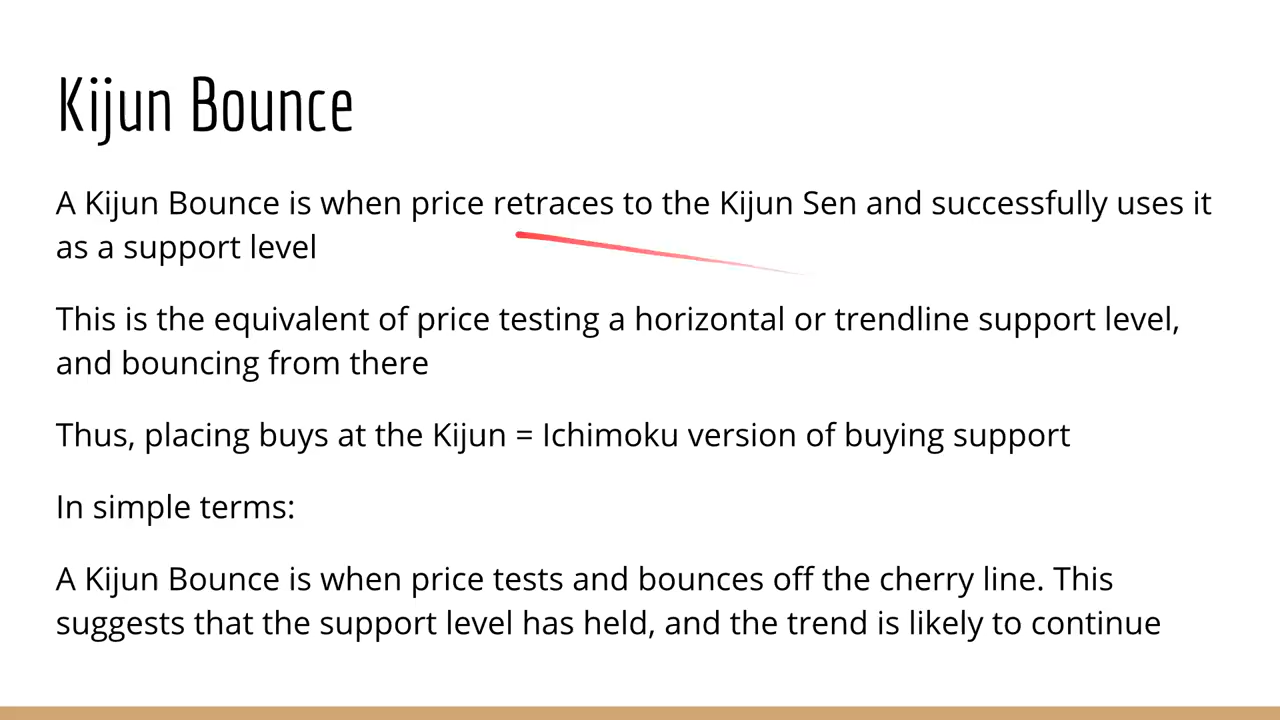 Kijun Bounce
A Kijun Bounce is when price retraces to the Kijun Sen and successfully uses it
as a support level
This is the equivalent of price testing a horizontal or trendline support level,
and bouncing from there
Thus, placing buys at the Kijun = Ichimoku version of buying support
In simple terms:
A Kijun Bounce is when price tests and bounces off the cherry line. This
suggests that the support level has held, and the trend is likely to continue